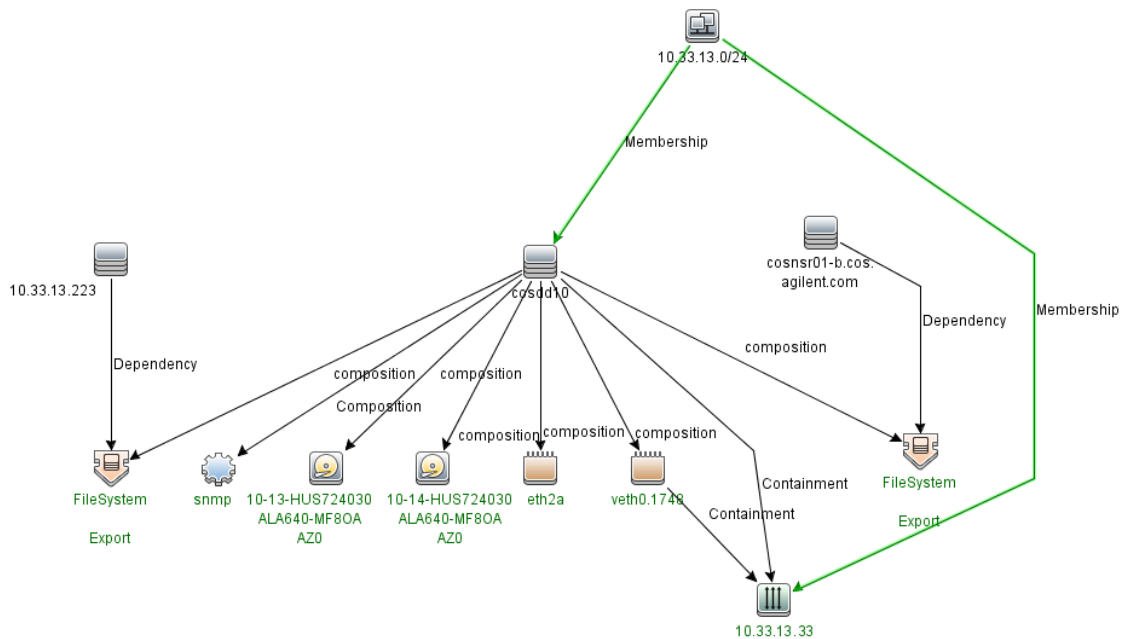 10.33.13.0/24
Membership
cosnsr01-b.cos.
agilent.com
10.33.13.223
cosdd10
Membership
Dependency
Dependency
composition
composition
composition
Composition
composition
composition
composition
FileSystem
Export
snmp
10-13-HUS724030
ALA640-MF8OA
AZ0
10-14-HUS724030
ALA640-MF8OA
AZ0
eth2a
veth0.1748
FileSystem
Export
Containment
Containment
10.33.13.33